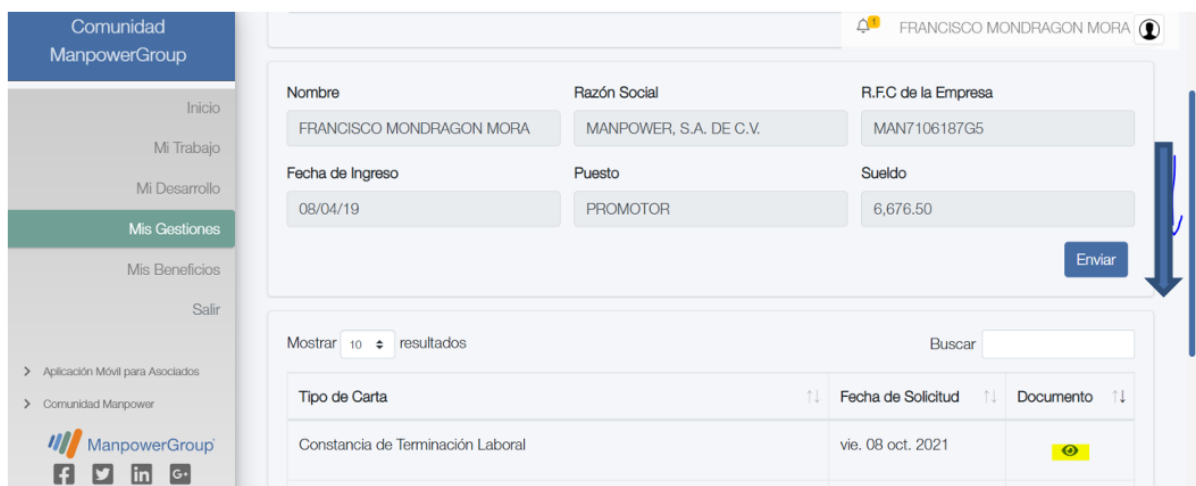 Comunidad
ManpowerGroup
1
FRANCISCO MONDRAGON MORA
Inicio
Mi Trabajo
Mi Desarrollo
Mis Gestiones
Mis Beneficios
Salir
Aplicación Móvil para Asociados
Comunidad Manpower
ManpowerGroup
f in G+
Nombre Razón Social R.F.C de la Empresa
FRANCISCO MONDRAGON MORA MANPOWER, S.A. DE C.V. MAN7106187G5
Fecha de Ingreso Puesto Sueldo
08/04/19 PROMOTOR 6,676.50
Enviar
Mostrar 10 resultados Buscar
Tipo de Carta Fecha de Solicitud Documento
Constancia de Terminación Laboral vie. 08 oct. 2021